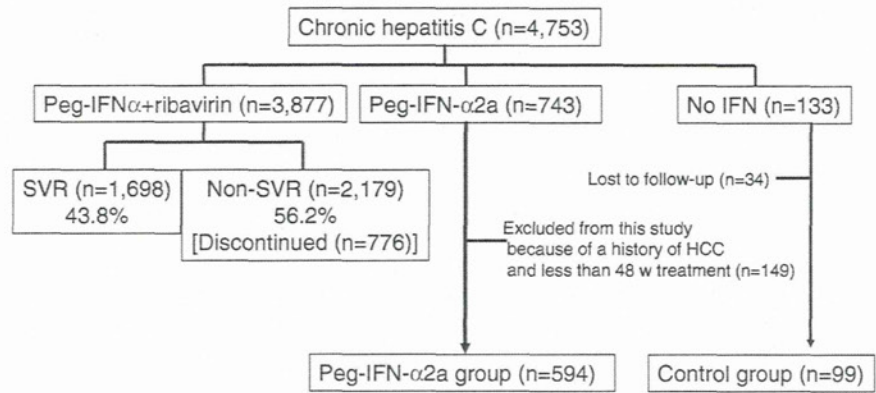 Chronic hepatitis C (n=4,753)
Peg-IFNα+ribavirin (n=3,877)
Peg-IFN-α2a (n=743)
No IFN (n=133)
SVR (n=1,698)
43.8%
Non-SVR (n=2,179)
56.2%
[Discontinued (n=776)]
Lost to follow-up (n=34)
Excluded from this study
because of a history of HCC
and less than 48 w treatment (n=149)
Peg-IFN-α2a group (n=594)
Control group (n=99)